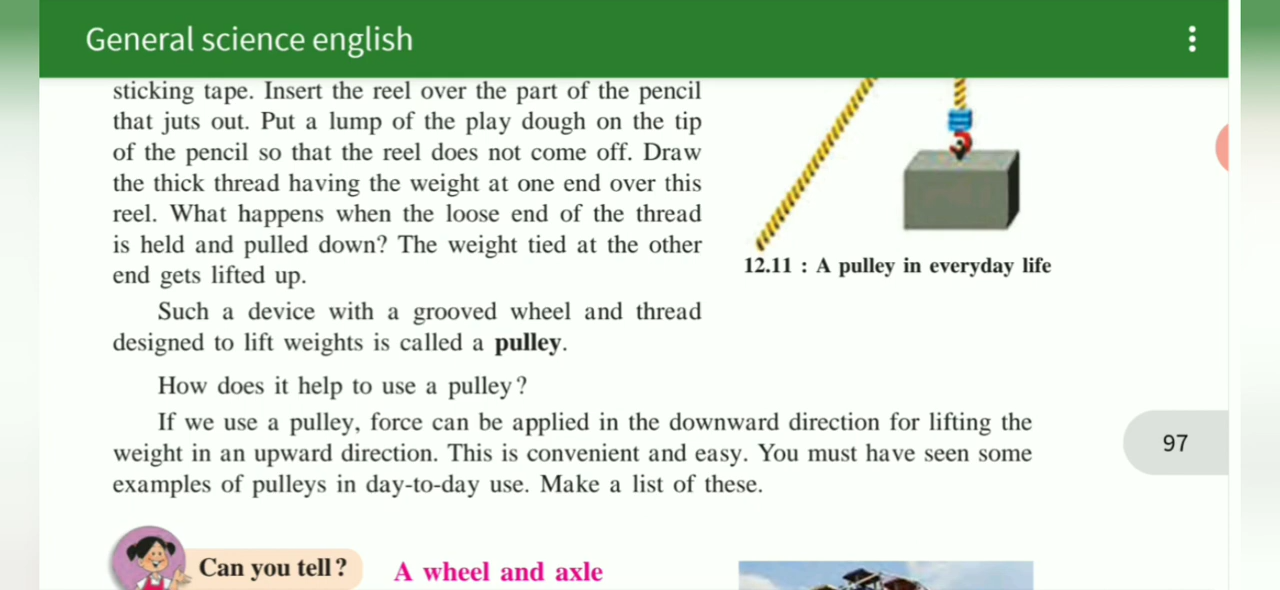 General science english
sticking tape. Insert the reel over the part of the pencil
that juts out. Put a lump of the play dough on the tip
of the pencil so that the reel does not come off. Draw
the thick thread having the weight at one end over this
reel. What happens when the loose end of the thread
is held and pulled down? The weight tied at the other
end gets lifted up.
12.11 : A pulley in everyday life
Such a device with a grooved wheel and thread
designed to lift weights is called a pulley.
How does it help to use a pulley?
If we use a pulley, force can be applied in the downward direction for lifting the
weight in an upward direction. This is convenient and easy. You must have seen some
examples of pulleys in day-to-day use. Make a list of these.
97
Can you tell?
A wheel and axle